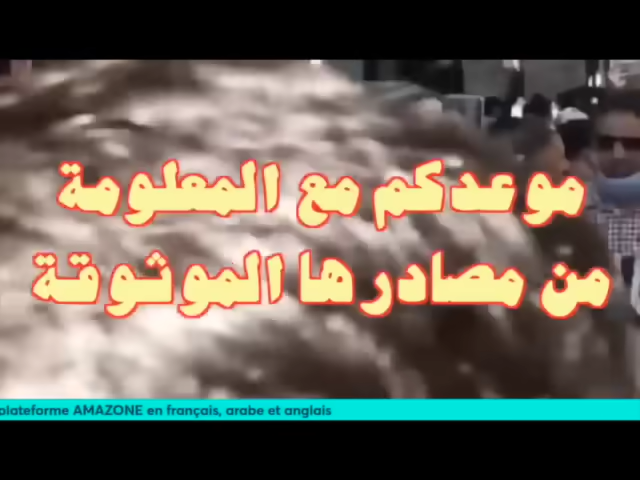 موعدكم مع المعلومة
من مصادرها الموثوقة
plateforme AMAZONE en français, arabe et anglais